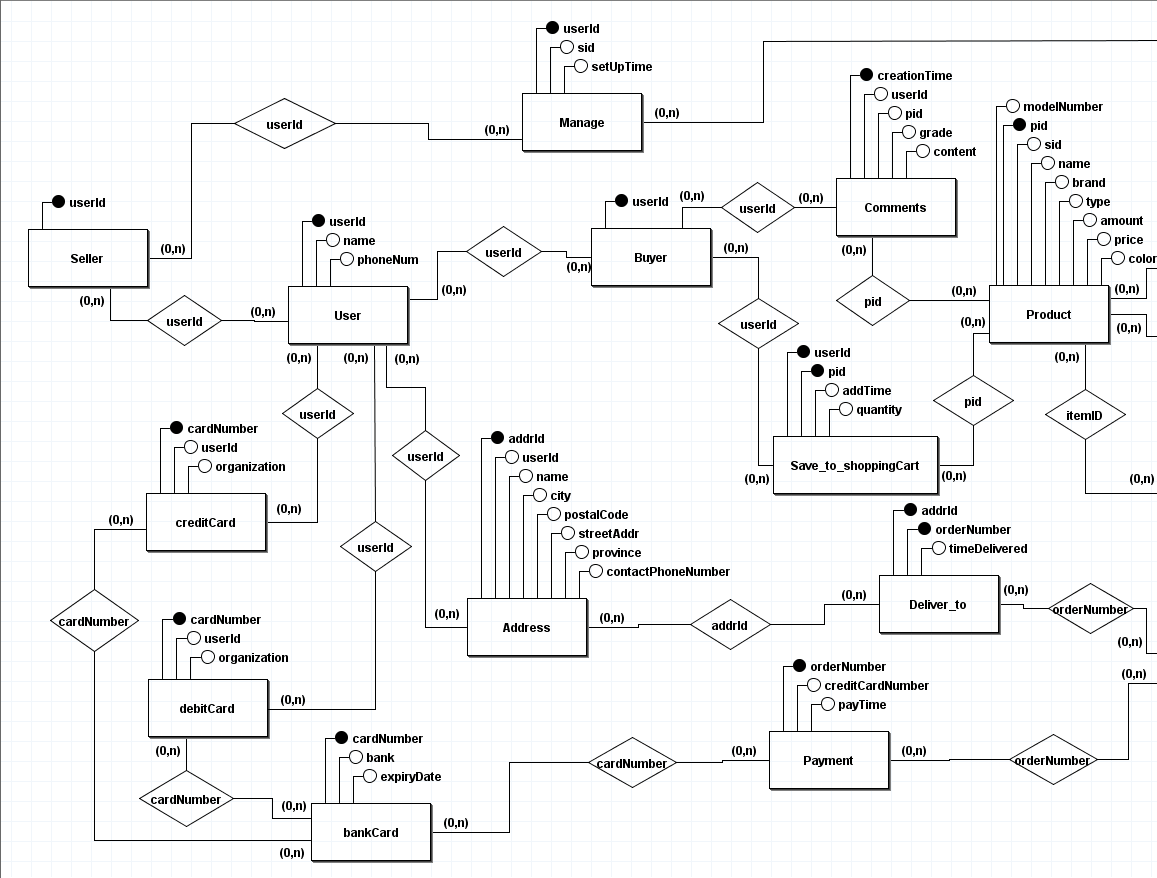 userId
sid
setUpTime
Manage
(0,n)
(0,n)
userId
creationTime
userId
pid
grade
content
Comments
(0,n)
(0,n)
modelNumber
pid
sid
name
brand
type
amount
price
color
Product
(0,n)
(0,n)
(0,n)
(0,n)
(0,n)
userId
Seller
(0,n)
(0,n)
userId
userId
name
phoneNum
User
(0,n)
(0,n)
(0,n)
(0,n)
(0,n)
userId
userId
Buyer
(0,n)
(0,n)
(0,n)
userId
pid
userId
pid
itemID
(0,n)
userId
pid
addTime
quantity
Save_to_shoppingCart
(0,n)
(0,n)
userId
userId
userId
cardNumber
userId
organization
creditCard
(0,n)
(0,n)
addrId
userId
name
city
postalCode
streetAddr
province
contactPhoneNumber
Address
(0,n)
(0,n)
addrId
addrId
orderNumber
timeDelivered
Deliver_to
(0,n)
(0,n)
orderNumber
(0,n)
cardNumber
cardNumber
userId
organization
debitCard
(0,n)
(0,n)
cardNumber
cardNumber
bank
expiryDate
bankCard
(0,n)
(0,n)
(0,n)
cardNumber
orderNumber
creditCardNumber
payTime
Payment
(0,n)
(0,n)
orderNumber
(0,n)